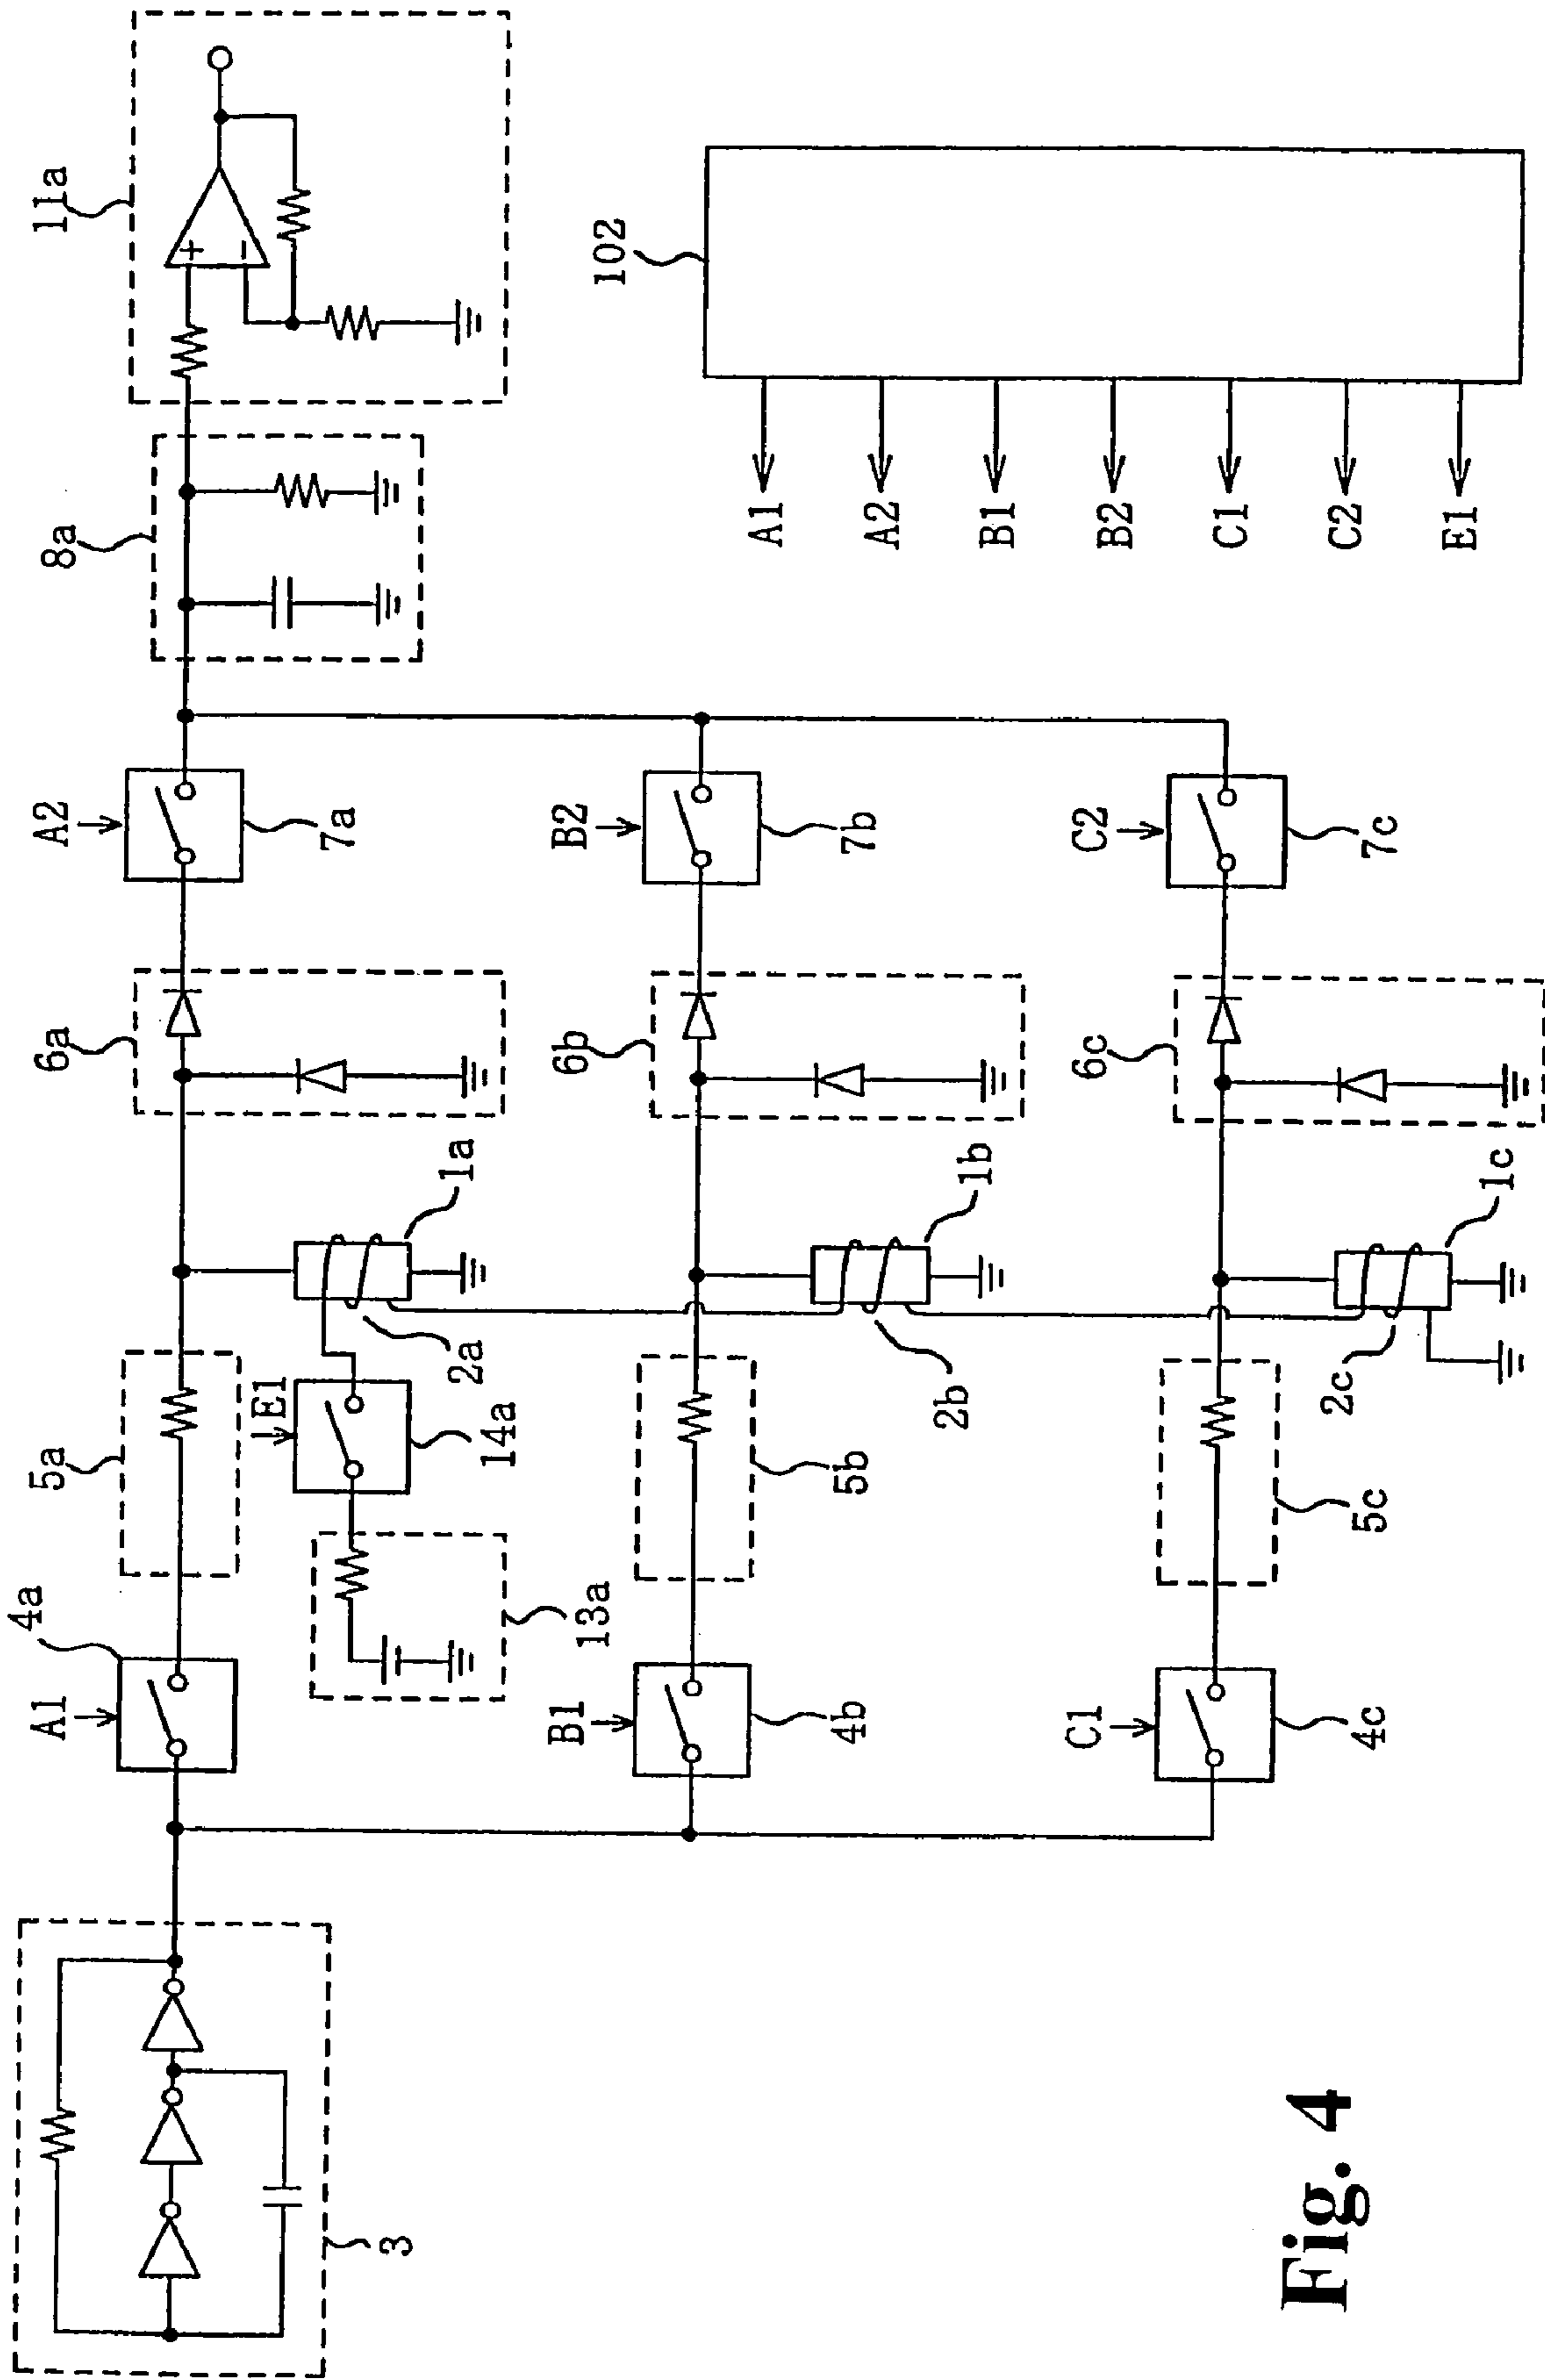 3
A1
4a
5a
E1
14a
13a
2a
1a
6a
A2
7a
8a
11a
B1
4b
5b
2b
1b
6b
B2
7b
C1
4c
5c
2c
1c
6c
C2
7c
102
A1
A2
B1
B2
C1
C2
E1
+
−
Fig. 4